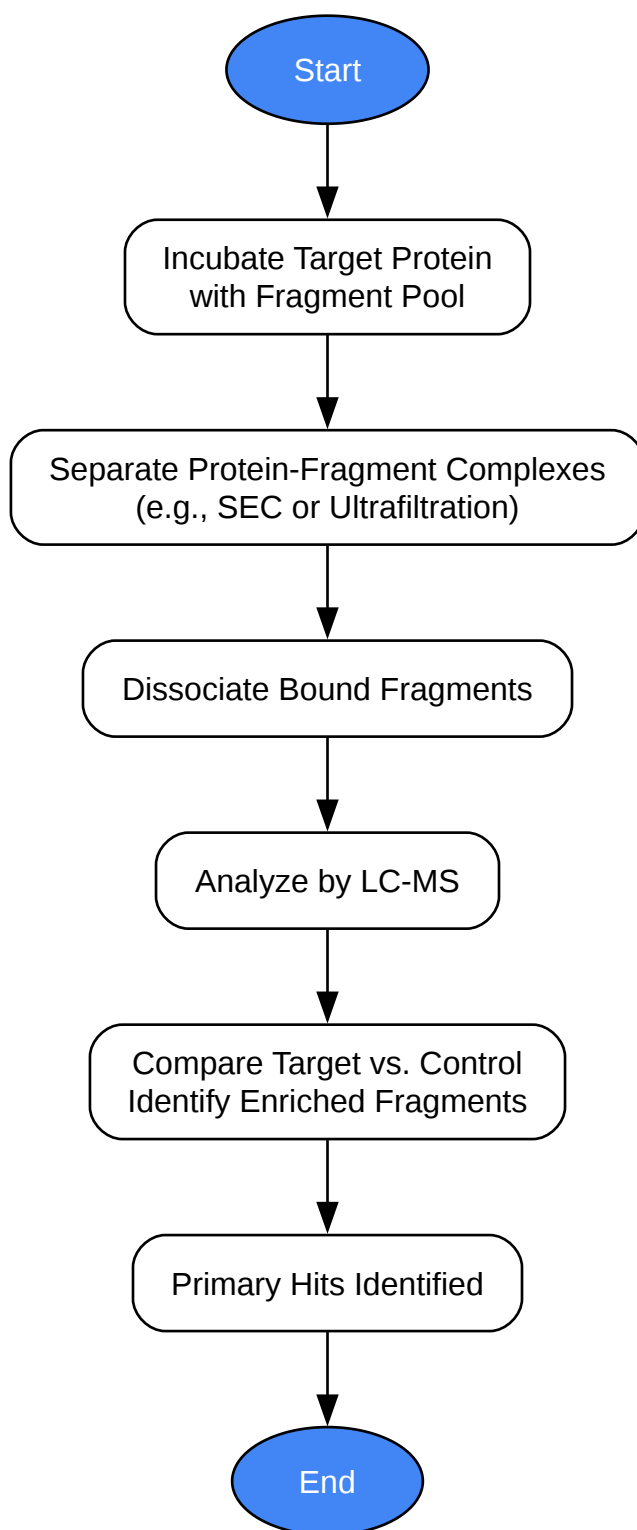 Start
Incubate Target Protein
with Fragment Pool
Separate Protein-Fragment Complexes
(e.g., SEC or Ultrafiltration)
Dissociate Bound Fragments
Analyze by LC-MS
Compare Target vs. Control
Identify Enriched Fragments
Primary Hits Identified
End